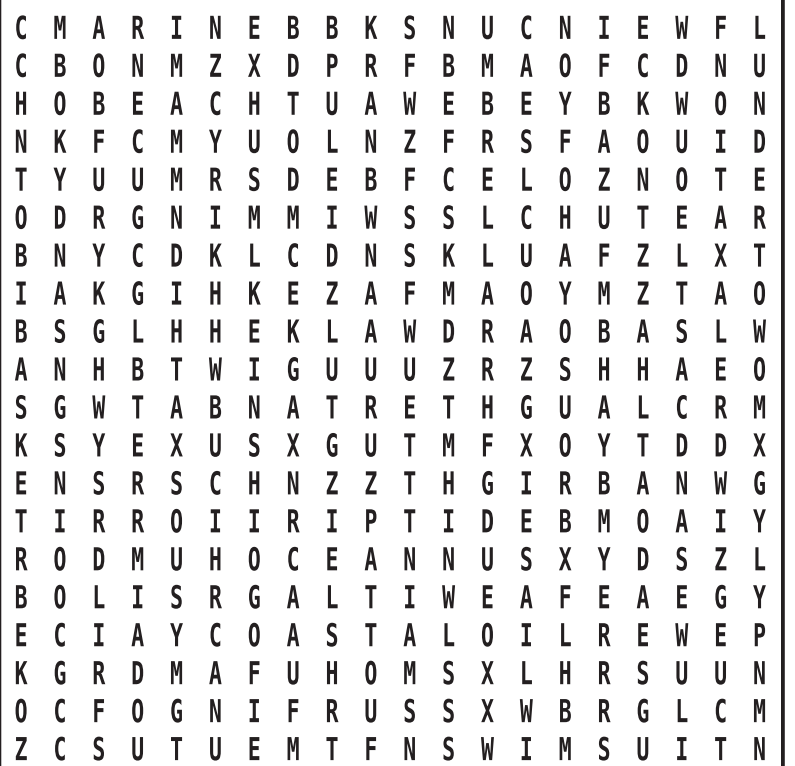 C M A R I N E B B K S N U C N I E W F L
C B O N M Z X D P R F B M A O F C D N U
H O B E A C H T U A W E B E Y B K W O N
N K F C M Y U O L N Z F R S F A O U I D
T Y U U M R S D E B F C E L O Z N O T E
O D R G N I M M I W S S L C H U T E A R
B N Y C D K L C D N S K L U A F Z L X T
I A K G I H K E Z A F M A O Y M Z T A O
B S G L H H E K L A W D R A O B A S L W
A N H B T W I G U U U Z R Z S H H A E O
S G W T A B N A T R E T H G U A L C R M
K S Y E X U S X G U T M F X O Y T D D X
E N S R S C H N Z Z T H G I R B A N W G
T I R R O I I R I P T I D E B M O A I Y
R O D M U H O C E A N N U S X Y D S Z L
B O L I S R G A L T I W E A F E A E G Y
E C I A Y C O A S T A L O I L R E W E P
K G R D M A F U H O M S X L H R S U U N
O C F O G N I F R U S S X W B R G L C M
Z C S U T U E M T F N S W I M S U I T N